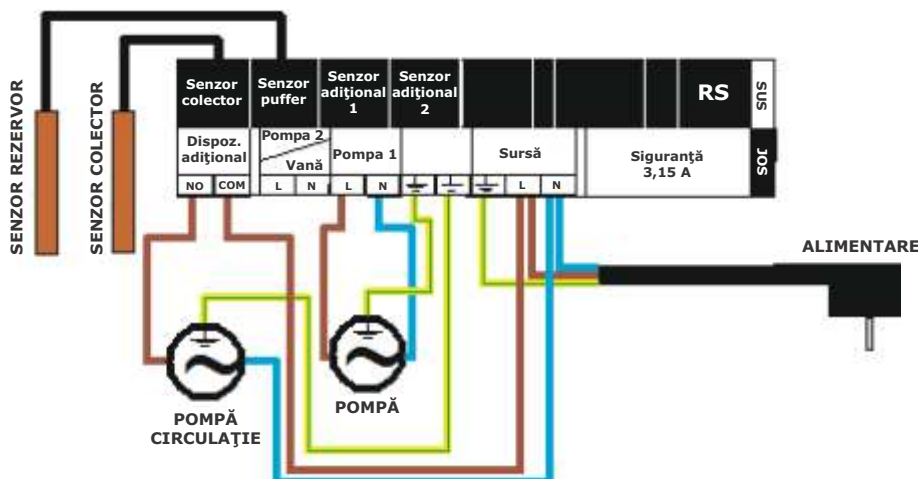 SENZOR REZERVOR
SENZOR COLECTOR
Senzor
colector
Senzor
puffer
Senzor
adiţional
1
Senzor
adiţional
2
RS
SUS
Dispoz.
adiţional
Pompa 2
Vană
Pompa 1
Sursă
Siguranţă
3,15 A
JOS
NO
COM
L
N
L
N
L
N
ALIMENTARE
POMPĂ
CIRCULAŢIE
POMPĂ